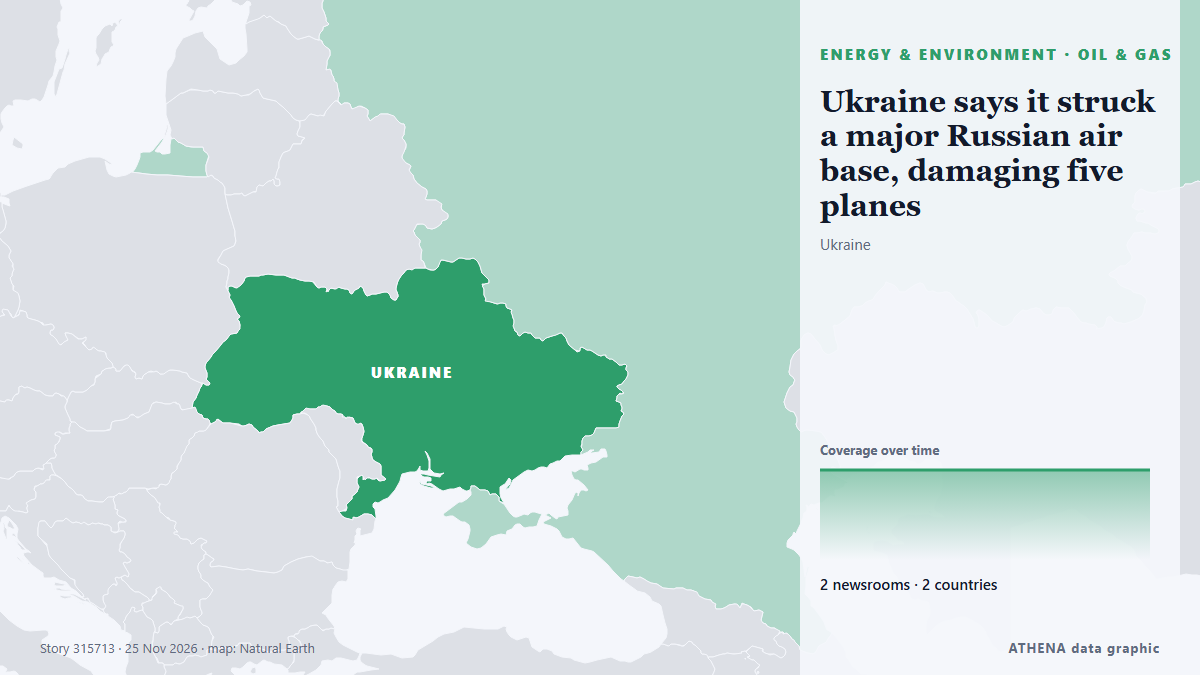 ENERGY & ENVIRONMENT · OIL & GAS
Ukraine says it struck
a major Russian air
base, damaging five
planes
Ukraine
UKRAINE
Coverage over time
2 newsrooms · 2 countries
Story 315713 · 25 Nov 2026 · map: Natural Earth
ATHENA data graphic